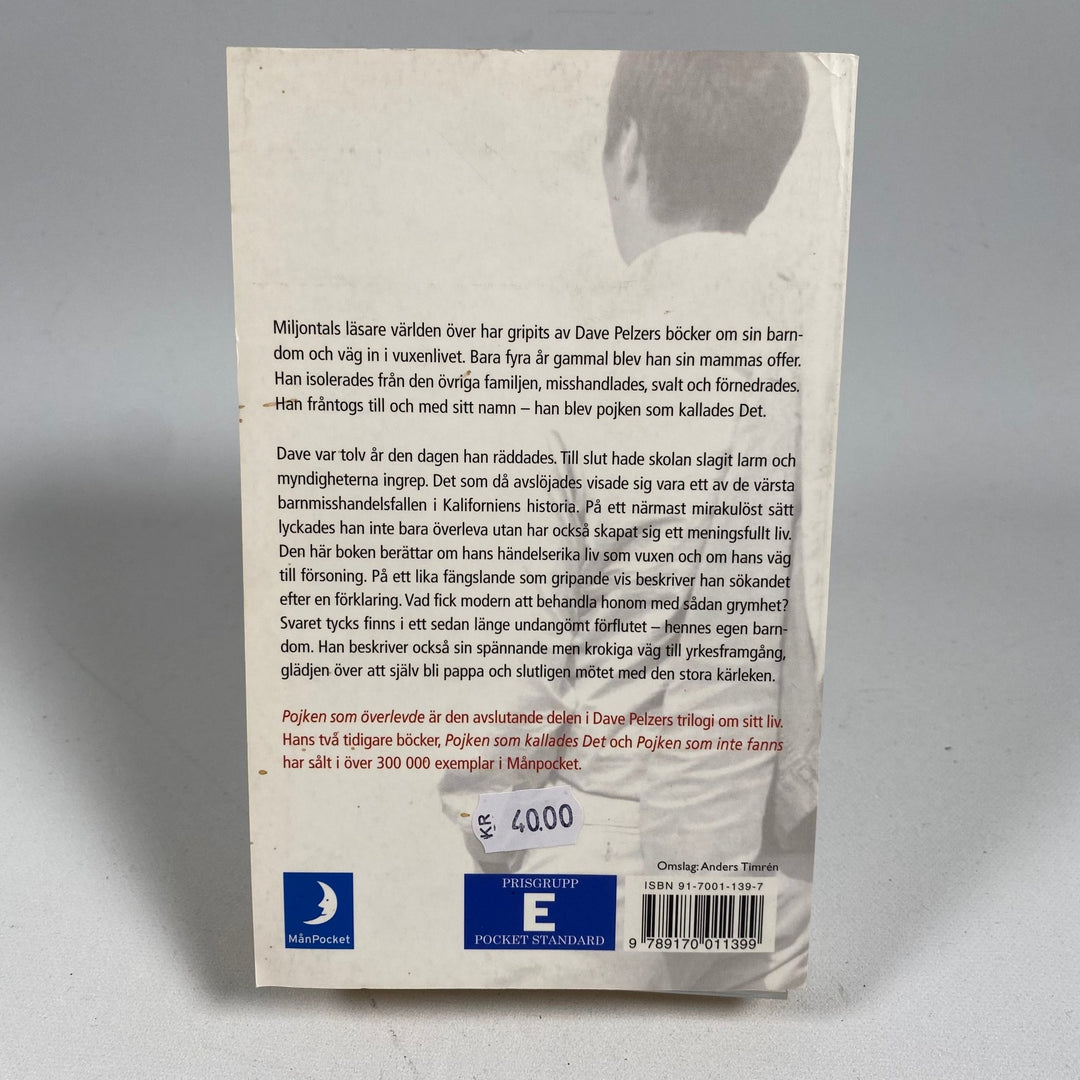 Miljontals läsare världen över har gripits av Dave Pelzers böcker om sin barn-
dom och väg in i vuxenlivet. Bara fyra år gammal blev han sin mammas offer.
Han isolerades från den övriga familjen, misshandlades, svalt och förnedrades.
Han fråntogs till och med sitt namn – han blev pojken som kallades Det.
Dave var tolv år den dagen han räddades. Till slut hade skolan slagit larm och
myndigheterna ingrep. Det som då avslöjades visade sig vara ett av de värsta
barnmisshandelsfallen i Kaliforniens historia. På ett närmast mirakulöst sätt
lyckades han inte bara överleva utan har också skapat sig ett meningsfullt liv.
Den här boken berättar om hans händelserika liv som vuxen och om hans väg
till försoning. På ett lika fängslande som gripande vis beskriver han sökandet
efter en förklaring. Vad fick modern att behandla honom med sådan grymhet?
Svaret tycks finns i ett sedan länge undangömt förflutet – hennes egen barn-
dom. Han beskriver också sin spännande men krokiga väg till yrkesframgång,
glädjen över att själv bli pappa och slutligen mötet med den stora kärleken.
Pojken som överlevde är den avslutande delen i Dave Pelzers trilogi om sitt liv.
Hans två tidigare böcker, Pojken som kallades Det och Pojken som inte fanns
har sålt i över 300 000 exemplar i Månpocket.
KR 40.00
Omslag: Anders Timrén
MånPocket
PRISGRUPP
E
POCKET STANDARD
ISBN 91-7001-139-7
9 789170 011399